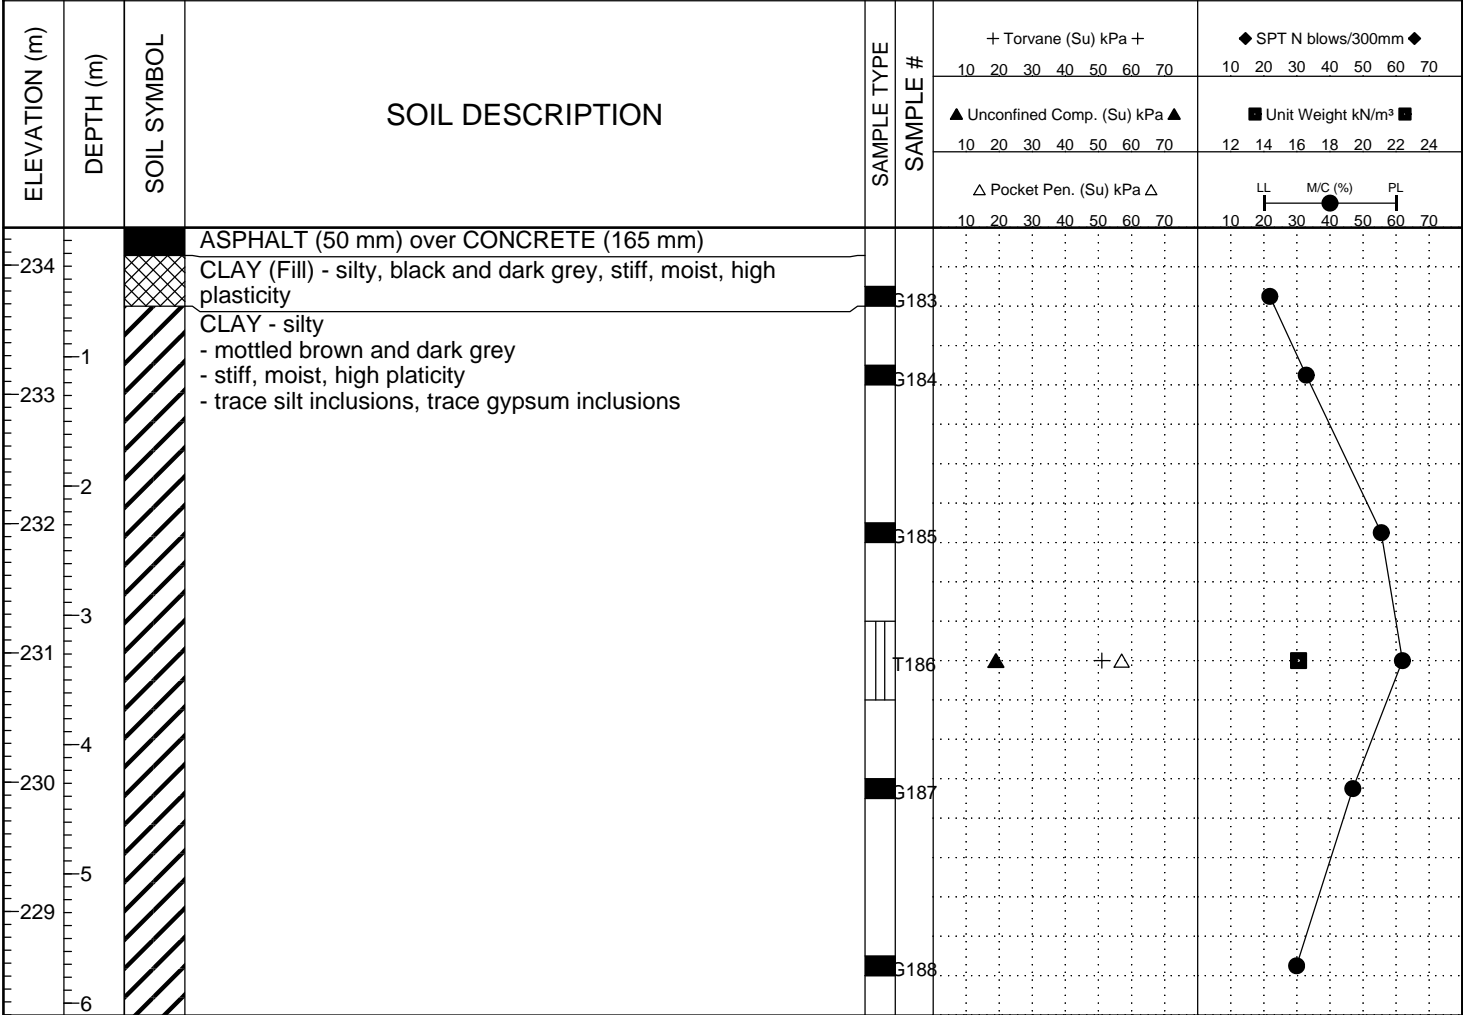 ELEVATION (m)
DEPTH (m)
SOIL SYMBOL
SOIL DESCRIPTION
SAMPLE TYPE
SAMPLE #
+ Torvane (Su) kPa +
10 20 30 40 50 60 70
▲ Unconfined Comp. (Su) kPa ▲
10 20 30 40 50 60 70
△ Pocket Pen. (Su) kPa △
10 20 30 40 50 60 70
◆ SPT N blows/300mm ◆
10 20 30 40 50 60 70
■ Unit Weight kN/m³ ■
12 14 16 18 20 22 24
LL M/C (%) PL
10 20 30 40 50 60 70
ASPHALT (50 mm) over CONCRETE (165 mm)
234
CLAY (Fill) - silty, black and dark grey, stiff, moist, high
plasticity
G183
CLAY - silty
- mottled brown and dark grey
1
- stiff, moist, high platicity
G184
233
- trace silt inclusions, trace gypsum inclusions
2
232
G185
3
231
T186
4
230
G187
5
229
G188
6